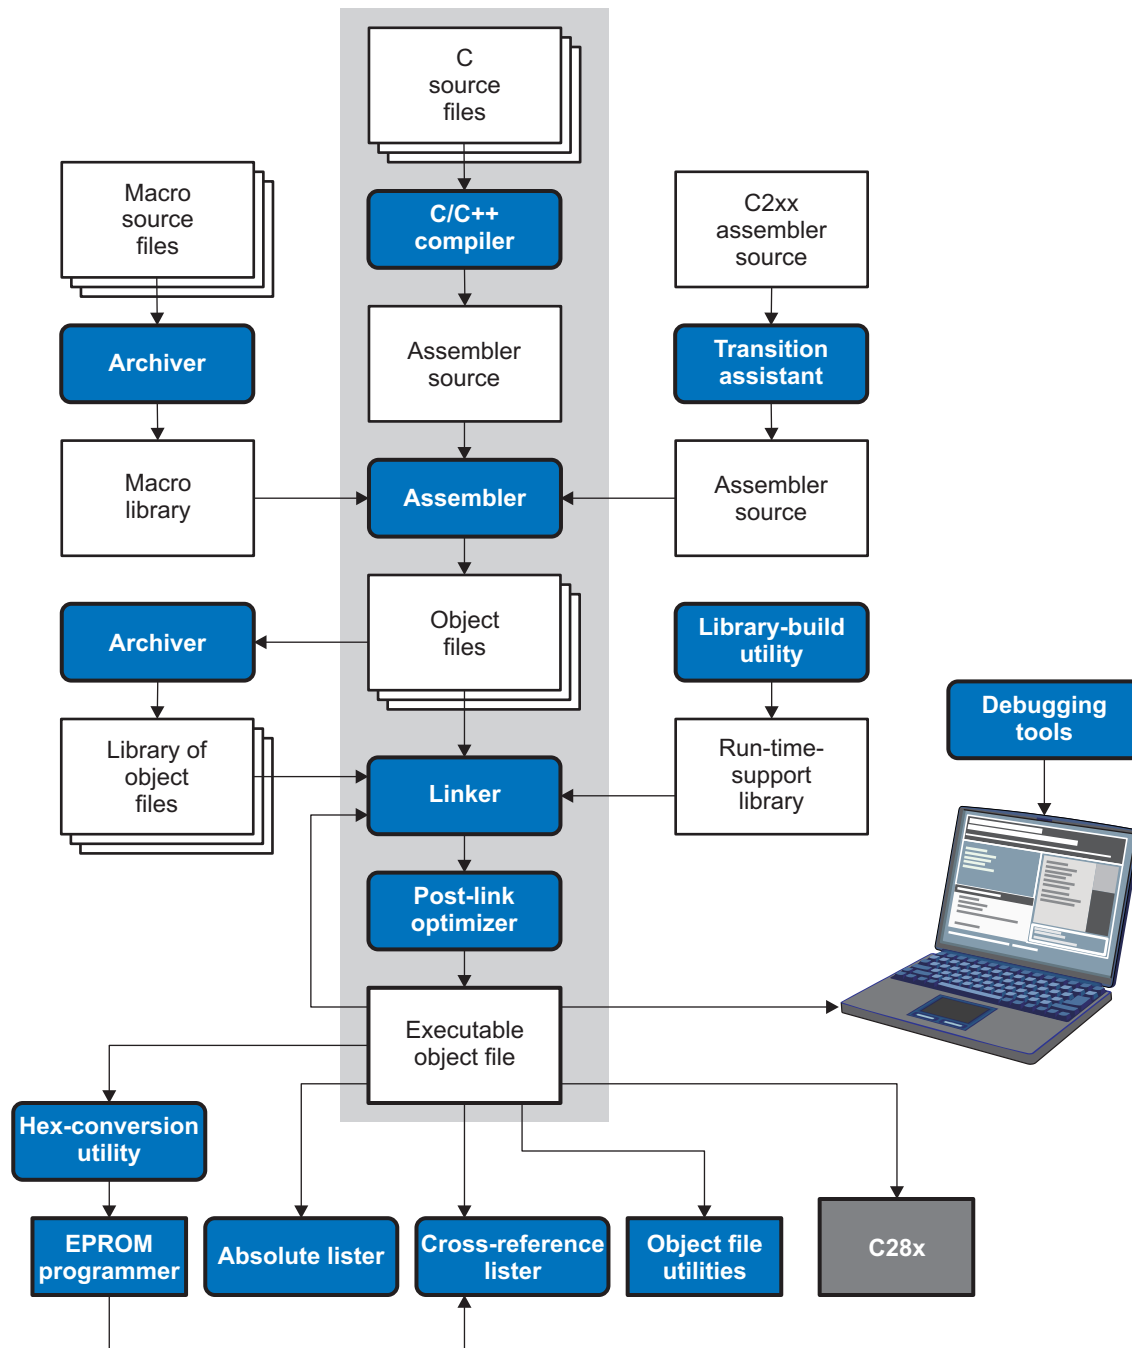 C
source
files
Macro
source
files
C/C++
compiler
C2xx
assembler
source
Archiver
Assembler
source
Transition
assistant
Macro
library
Assembler
Assembler
source
Archiver
Object
files
Library-build
utility
Debugging
tools
Library of
object
files
Linker
Run-time-
support
library
Post-link
optimizer
Executable
object file
Hex-conversion
utility
EPROM
programmer
Absolute lister
Cross-reference
lister
Object file
utilities
C28x